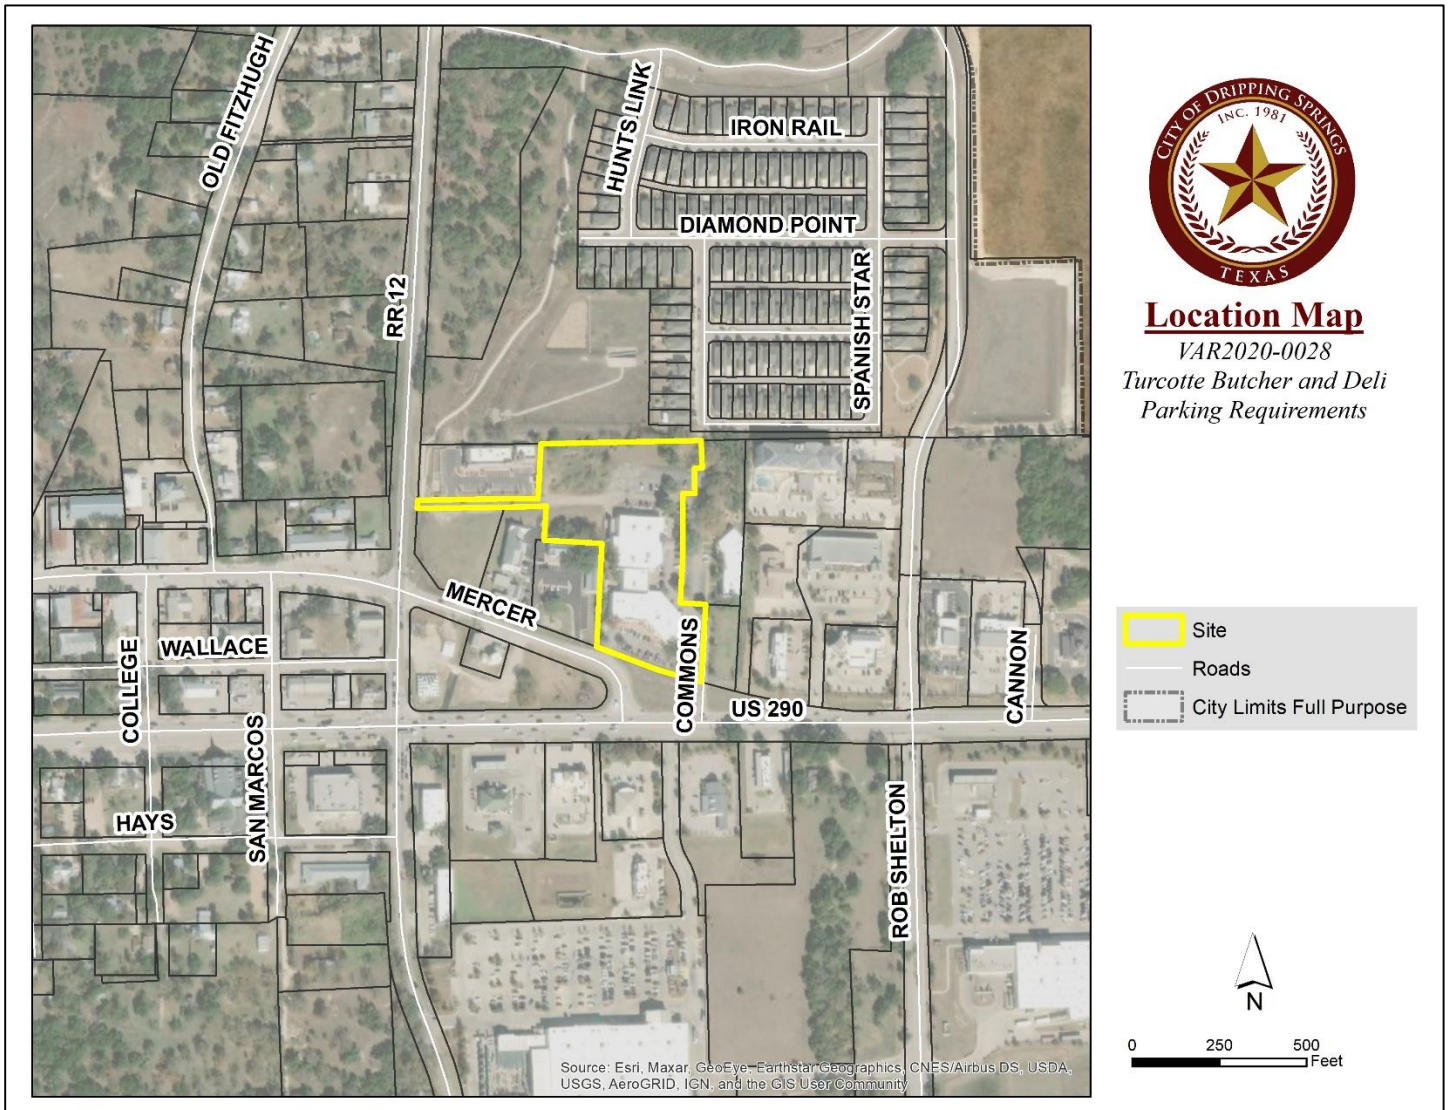 OLD FITZHUGH
RR 12
HUNTS LINK
IRON RAIL
DIAMOND POINT
SPANISH STAR
MERCER
WALLACE
COLLEGE
SAN MARCOS
HAYS
COMMONS
US 290
CANNON
ROB SHELTON
Source: Esri, Maxar, GeoEye, Earthstar Geographics, CNES/Airbus DS, USDA,
USGS, AeroGRID, IGN, and the GIS User Community
CITY OF DRIPPING SPRINGS
INC. 1981
TEXAS
Location Map
VAR2020-0028
Turcotte Butcher and Deli
Parking Requirements
Site
Roads
City Limits Full Purpose
N
0 250 500
Feet